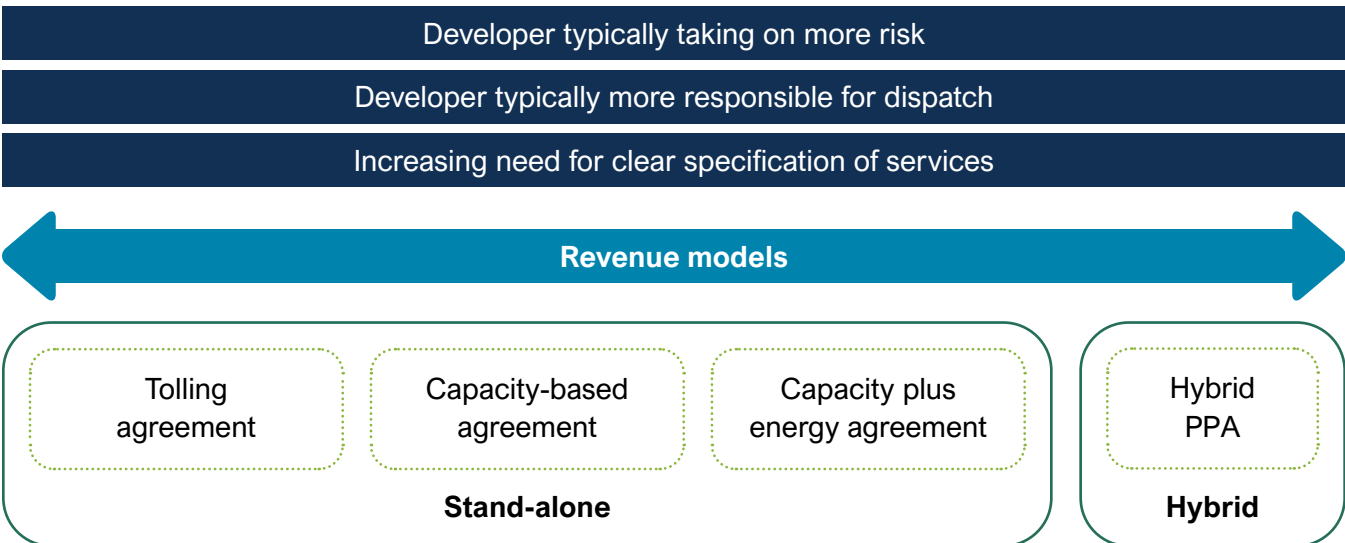 Developer typically taking on more risk
Developer typically more responsible for dispatch
Increasing need for clear specification of services
Revenue models
Tolling
agreement
Capacity-based
agreement
Capacity plus
energy agreement
Hybrid
PPA
Stand-alone
Hybrid